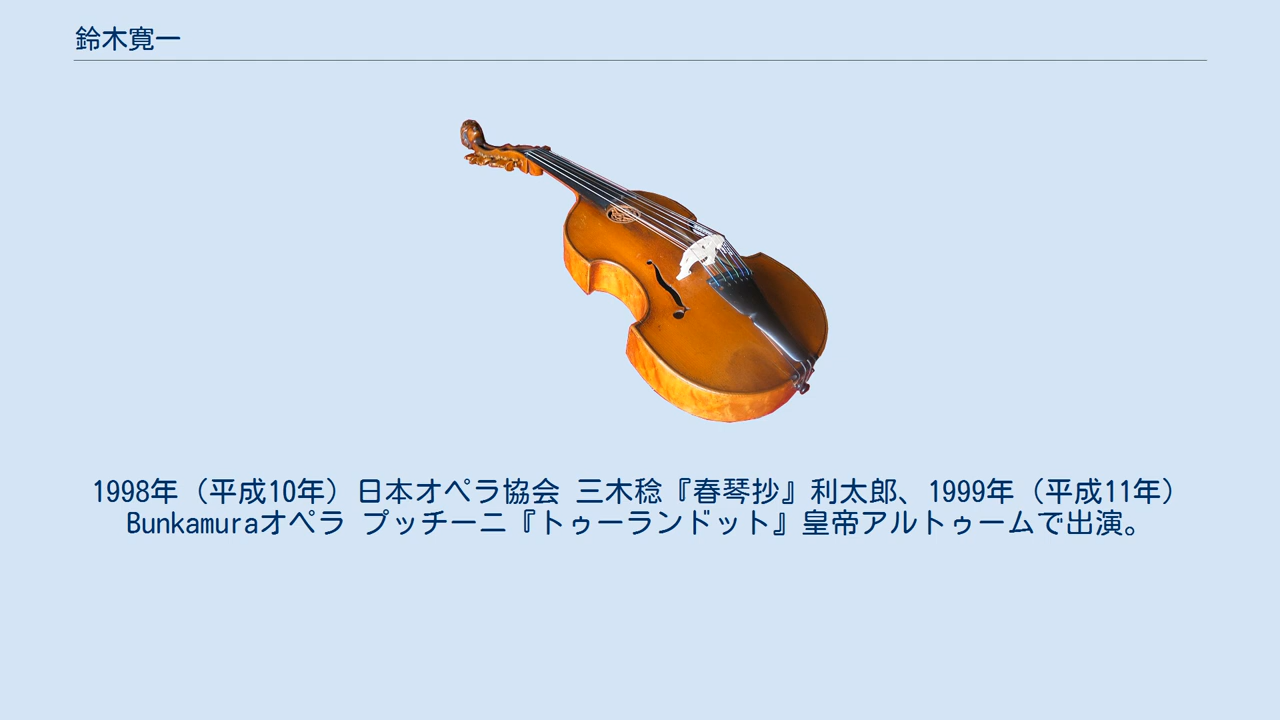 鈴木寛一
1998年（平成10年）日本オペラ協会 三木稔『春琴抄』利太郎、1999年（平成11年）
Bunkamuraオペラ プッチーニ『トゥーランドット』皇帝アルトゥームで出演。